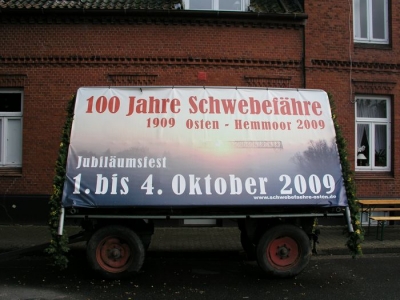 100 Jahre Schwebefähre
1909 Osten - Hemmoor 2009
Jubiläumsfest
1. bis 4. Oktober 2009
www.schwebefaehre-osten.de